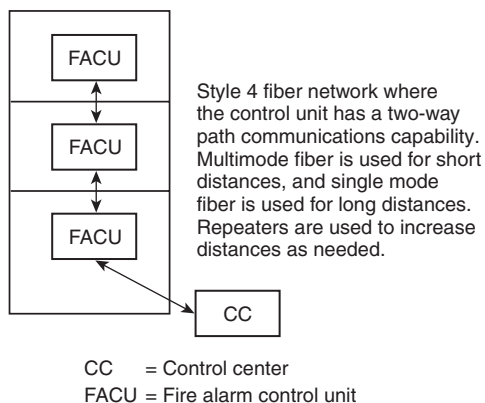 FACU
FACU
FACU
CC
Style 4 fiber network where
the control unit has a two-way
path communications capability.
Multimode fiber is used for short
distances, and single mode
fiber is used for long distances.
Repeaters are used to increase
distances as needed.
CC = Control center
FACU = Fire alarm control unit